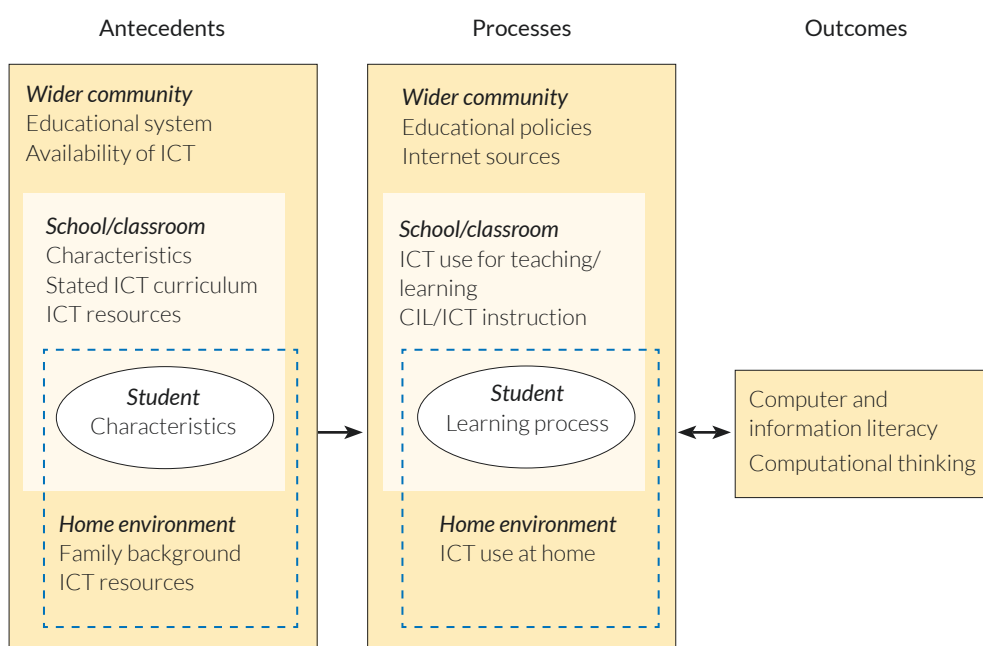 Antecedents
Processes
Outcomes
Wider community
Educational system
Availability of ICT
School/classroom
Characteristics
Stated ICT curriculum
ICT resources
Student
Characteristics
Home environment
Family background
ICT resources
Wider community
Educational policies
Internet sources
School/classroom
ICT use for teaching/
learning
CIL/ICT instruction
Student
Learning process
Home environment
ICT use at home
Computer and
information literacy
Computational thinking